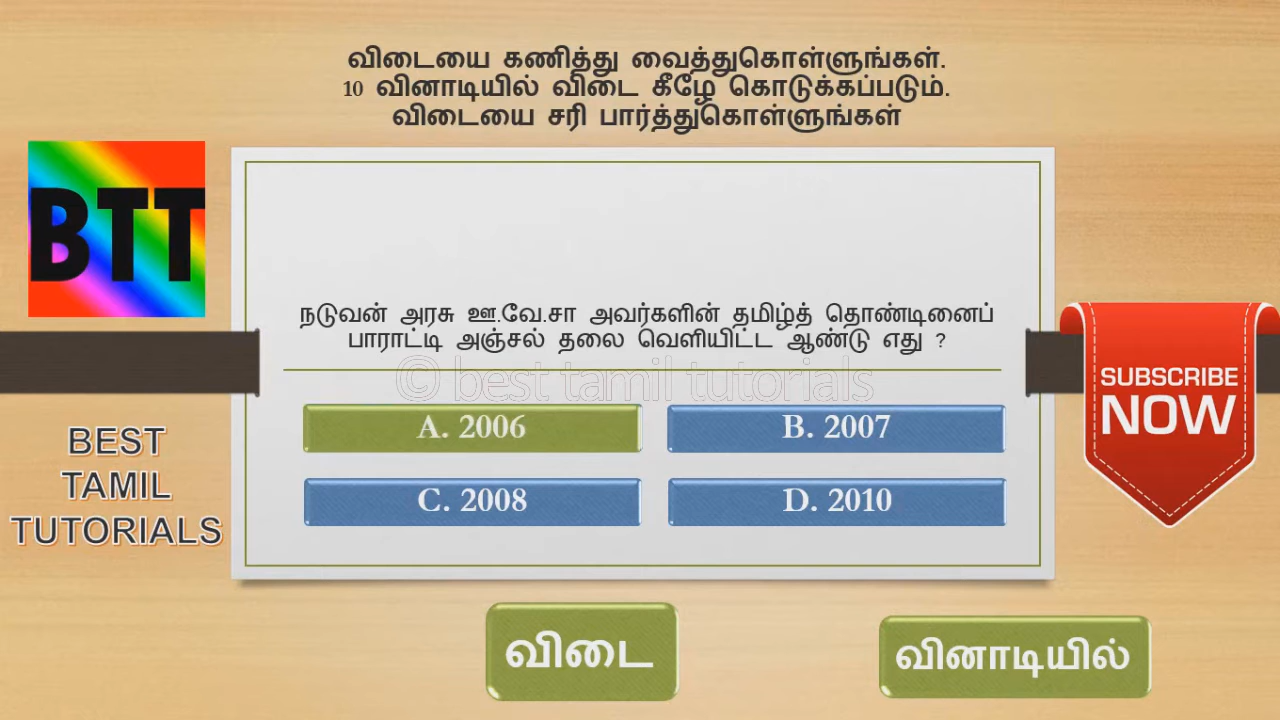 விடையை கணித்து வைத்துகொள்ளுங்கள்.
10 வினாடியில் விடை கீழே கொடுக்கப்படும்.
விடையை சரி பார்த்துகொள்ளுங்கள்
BTT
நடுவன் அரசு ஊ.வே.சா அவர்களின் தமிழ்த் தொண்டினைப்
பாராட்டி அஞ்சல் தலை வெளியிட்ட ஆண்டு எது ?
© best tamil tutorials
A. 2006
B. 2007
C. 2008
D. 2010
SUBSCRIBE
NOW
BEST
TAMIL
TUTORIALS
விடை
வினாடியில்